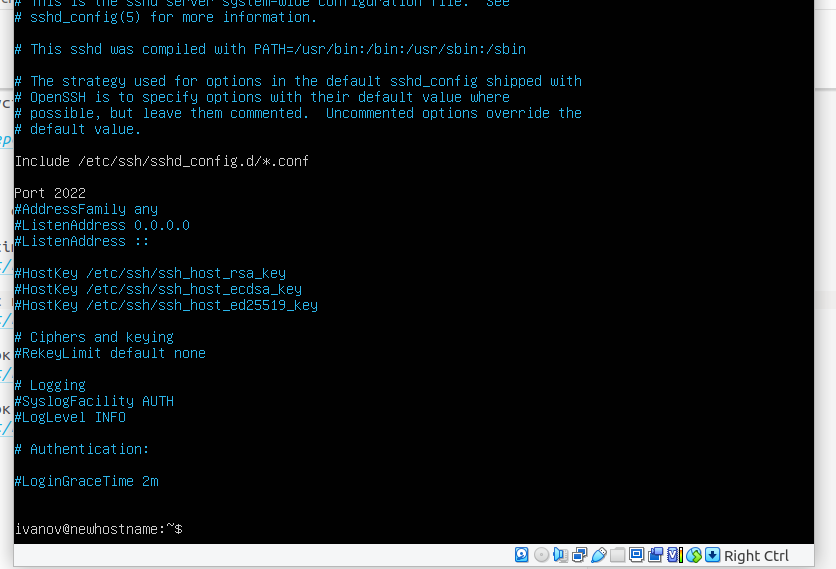 # This is the sshd server system-wide configuration file.  See
# sshd_config(5) for more information.

# This sshd was compiled with PATH=/usr/bin:/bin:/usr/sbin:/sbin

# The strategy used for options in the default sshd_config shipped with
# OpenSSH is to specify options with their default value where
# possible, but leave them commented.  Uncommented options override the
# default value.

Include /etc/ssh/sshd_config.d/*.conf

Port 2022
#AddressFamily any
#ListenAddress 0.0.0.0
#ListenAddress ::

#HostKey /etc/ssh/ssh_host_rsa_key
#HostKey /etc/ssh/ssh_host_ecdsa_key
#HostKey /etc/ssh/ssh_host_ed25519_key

# Ciphers and keying
#RekeyLimit default none

# Logging
#SyslogFacility AUTH
#LogLevel INFO

# Authentication:

#LoginGraceTime 2m

ivanov@newhostname:~$
Right Ctrl